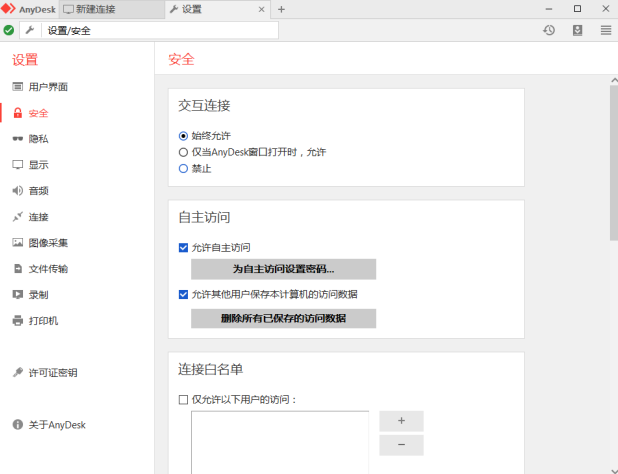 AnyDesk
新建连接
设置
设置/安全
设置
用户界面
安全
隐私
显示
音频
连接
图像采集
文件传输
录制
打印机
许可证密钥
关于AnyDesk
安全
交互连接
始终允许
仅当AnyDesk窗口打开时，允许
禁止
自主访问
允许自主访问
为自主访问设置密码...
允许其他用户保存本计算机的访问数据
删除所有已保存的访问数据
连接白名单
仅允许以下用户的访问：
+
−